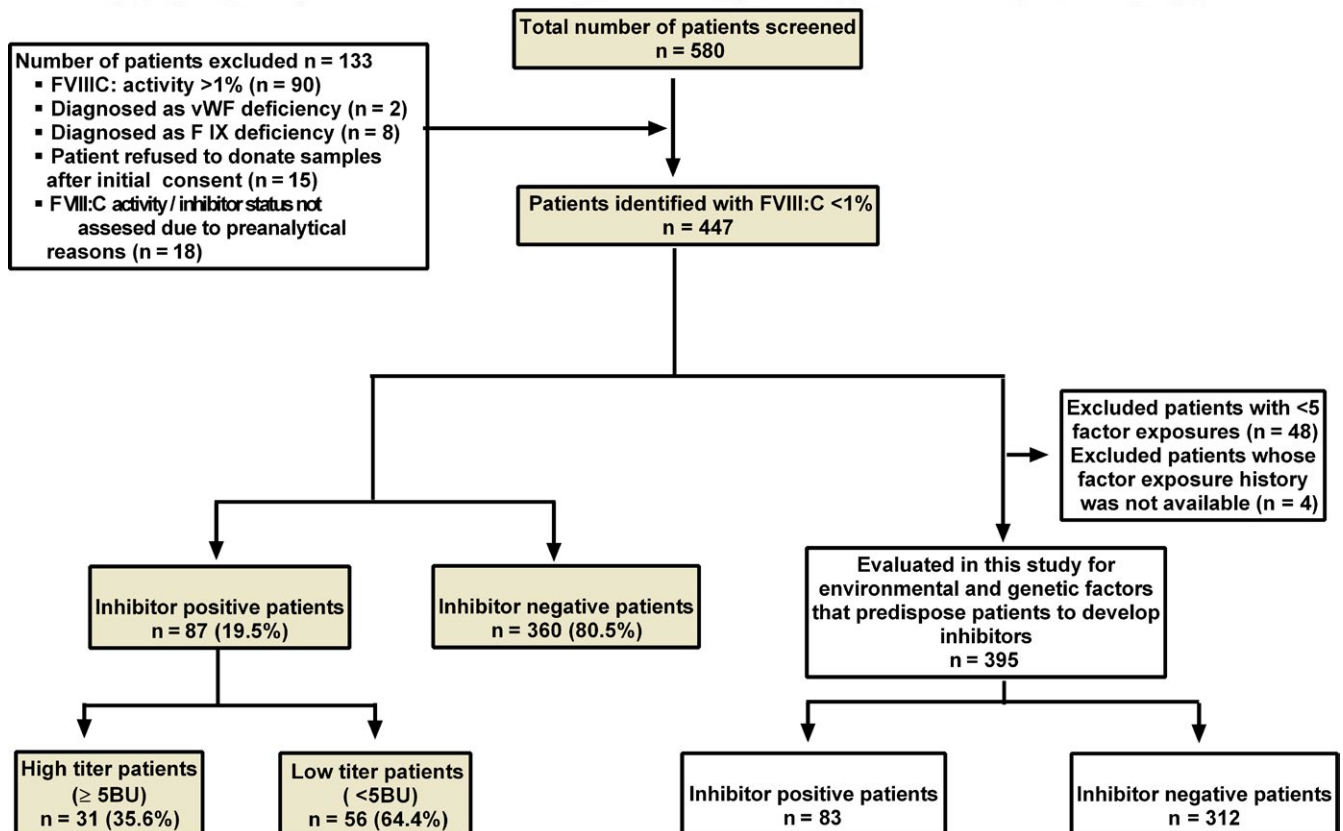 Total number of patients screened
n = 580
Number of patients excluded n = 133
▪ FVIIIC: activity >1% (n = 90)
▪ Diagnosed as vWF deficiency (n = 2)
▪ Diagnosed as F IX deficiency (n = 8)
▪ Patient refused to donate samples
after initial consent (n = 15)
▪ FVIII:C activity / inhibitor status not
assesed due to preanalytical
reasons (n = 18)
Patients identified with FVIII:C <1%
n = 447
Excluded patients with <5
factor exposures (n = 48)
Excluded patients whose
factor exposure history
was not available (n = 4)
Inhibitor positive patients
n = 87 (19.5%)
Inhibitor negative patients
n = 360 (80.5%)
Evaluated in this study for
environmental and genetic factors
that predispose patients to develop
inhibitors
n = 395
High titer patients
(≥ 5BU)
n = 31 (35.6%)
Low titer patients
( <5BU)
n = 56 (64.4%)
Inhibitor positive patients
n = 83
Inhibitor negative patients
n = 312